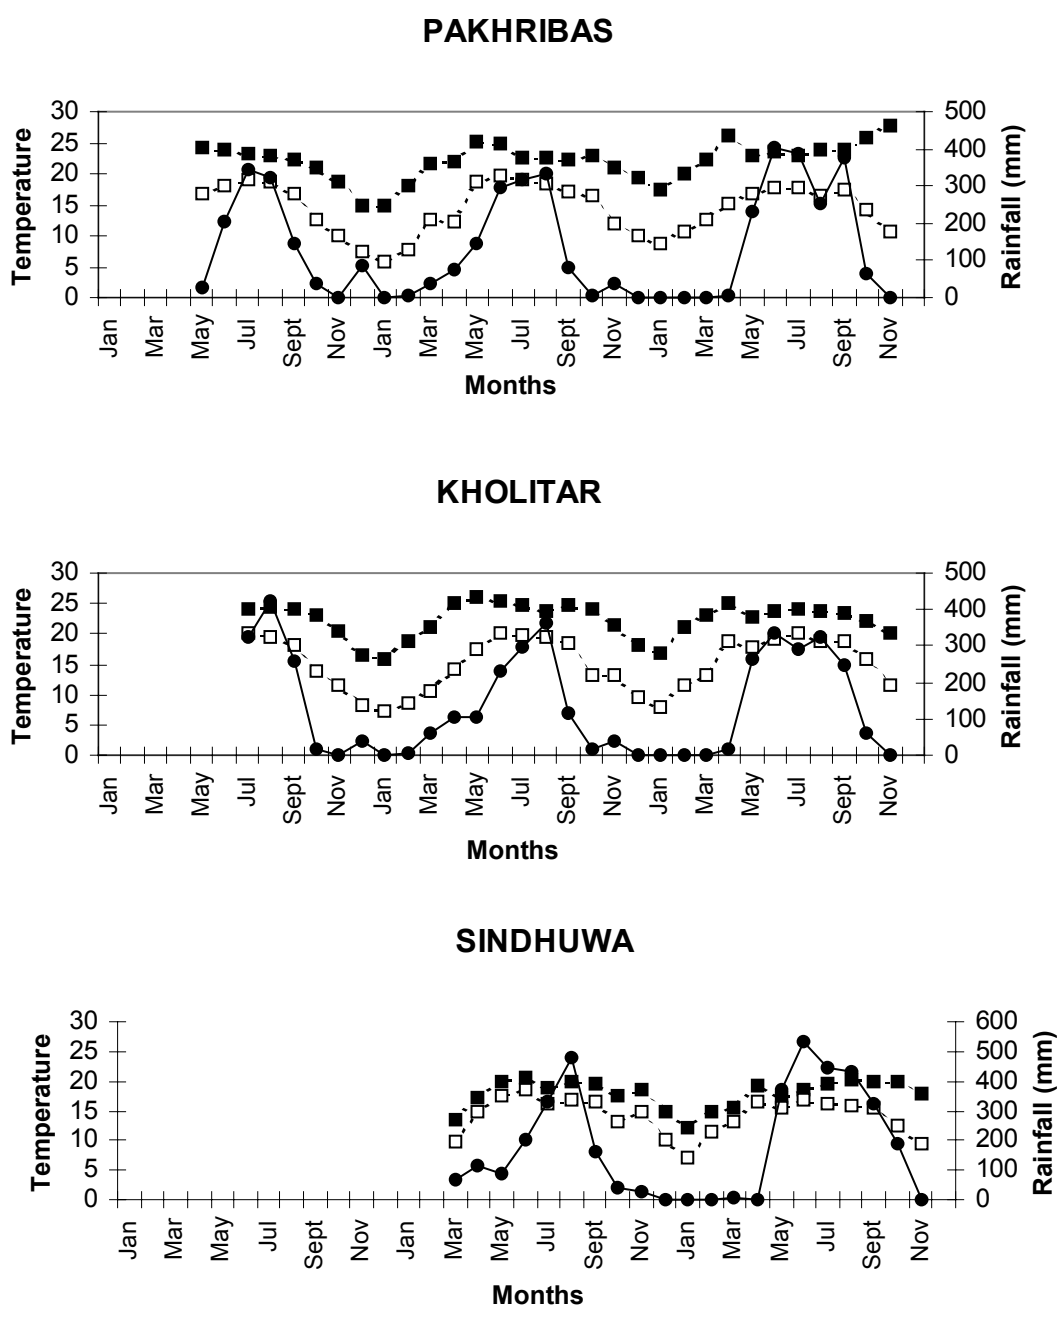 PAKHRIBAS
30 25 20 15 10 5 0
Temperature
500 400 300 200 100 0
Rainfall (mm)
Jan Mar May Jul Sept Nov Jan Mar May Jul Sept Nov Jan Mar May Jul Sept Nov
Months
KHOLITAR
30 25 20 15 10 5 0
Temperature
500 400 300 200 100 0
Rainfall (mm)
Jan Mar May Jul Sept Nov Jan Mar May Jul Sept Nov Jan Mar May Jul Sept Nov
Months
SINDHUWA
30 25 20 15 10 5 0
Temperature
600 500 400 300 200 100 0
Rainfall (mm)
Jan Mar May Jul Sept Nov Jan Mar May Jul Sept Nov Jan Mar May Jul Sept Nov
Months